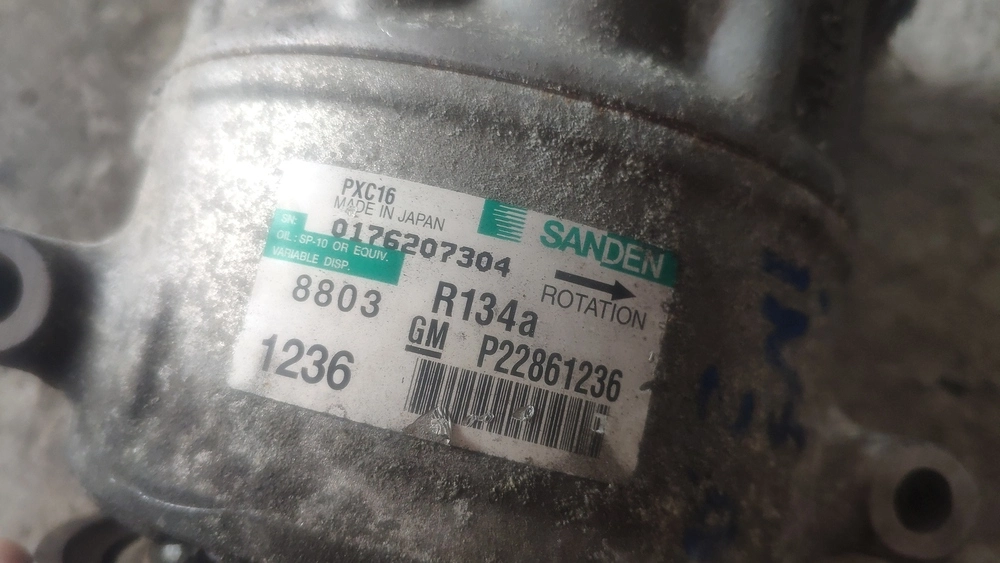 PXC16
MADE IN JAPAN
SANDEN
SN:
0176207304
OIL: SP-10 OR EQUIV.
VARIABLE DISP.
ROTATION
8803
R134a
GM P22861236
1236